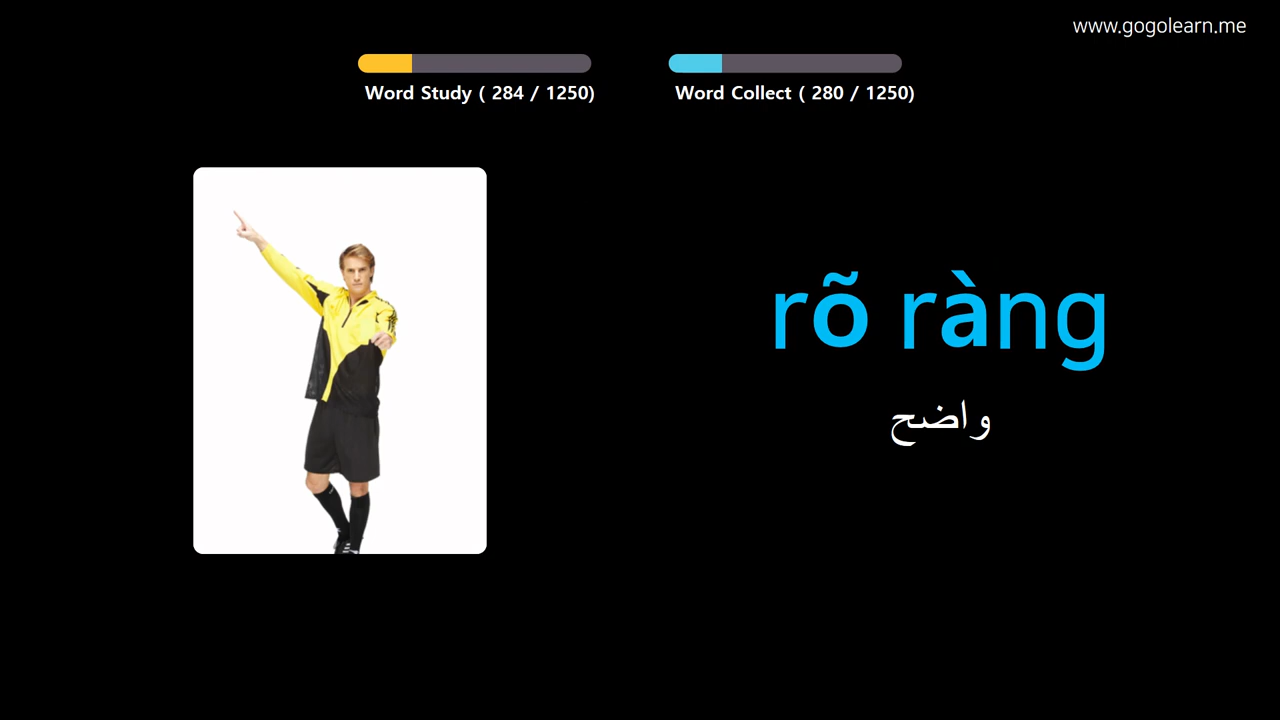 www.gogolearn.me
Word Study ( 284 / 1250)
Word Collect ( 280 / 1250)
rõ ràng
واضح